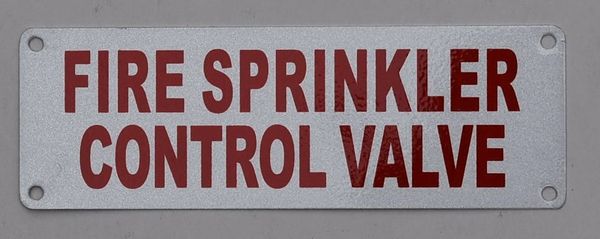 FIRE SPRINKLER
CONTROL VALVE